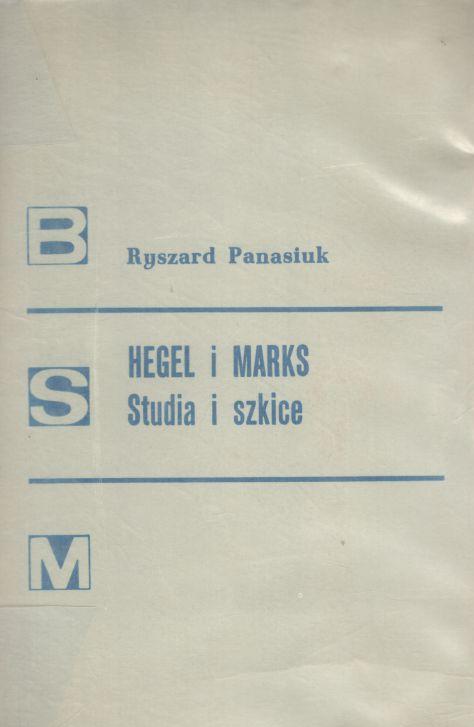 B
Ryszard Panasiuk
HEGEL i MARKS
S
Studia i szkice
M